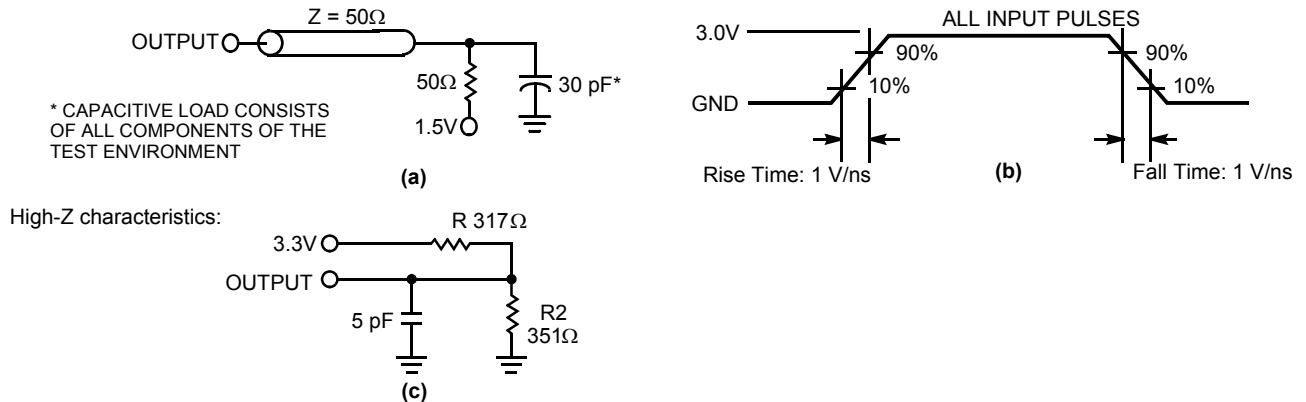 Z = 50Ω
OUTPUT
50Ω
30 pF*
1.5V
* CAPACITIVE LOAD CONSISTS
OF ALL COMPONENTS OF THE
TEST ENVIRONMENT
(a)
ALL INPUT PULSES
3.0V
90%
90%
10%
10%
GND
Rise Time: 1 V/ns
(b)
Fall Time: 1 V/ns
High-Z characteristics:
R 317Ω
3.3V
OUTPUT
5 pF
R2
351Ω
(c)